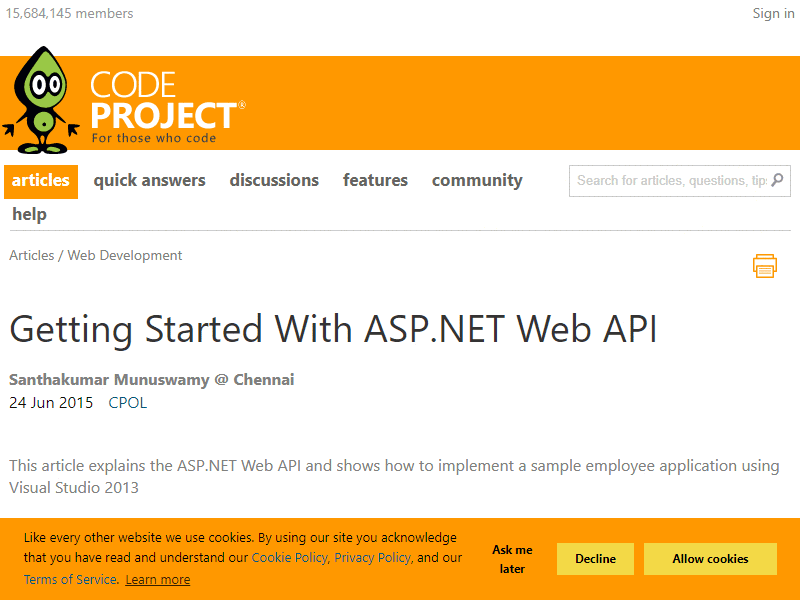 15,684,145 members
Sign in
CODE
PROJECT®
For those who code
articles quick answers discussions features community
Search for articles, questions, tips
help
Articles / Web Development
Getting Started With ASP.NET Web API
Santhakumar Munuswamy @ Chennai
24 Jun 2015 CPOL
This article explains the ASP.NET Web API and shows how to implement a sample employee application using
Visual Studio 2013
Like every other website we use cookies. By using our site you acknowledge
that you have read and understand our Cookie Policy, Privacy Policy, and our
Terms of Service. Learn more
Ask me
later
Decline
Allow cookies